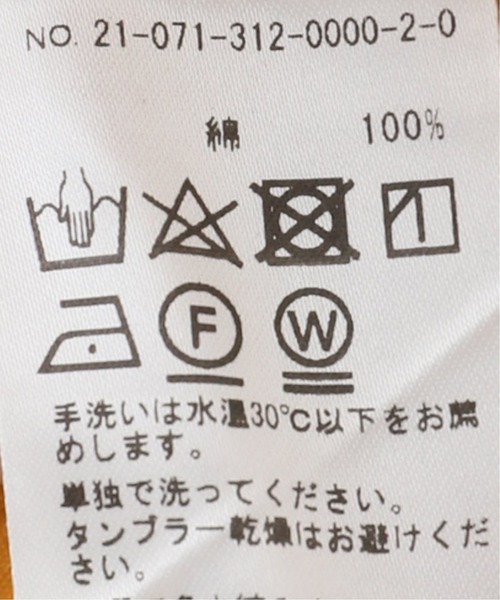 NO. 21-071-312-0000-2-0
綿 100%
F W
手洗いは水温30℃以下をお薦
めします。
単独で洗ってください。
タンブラー乾燥はお避けくだ
さい。